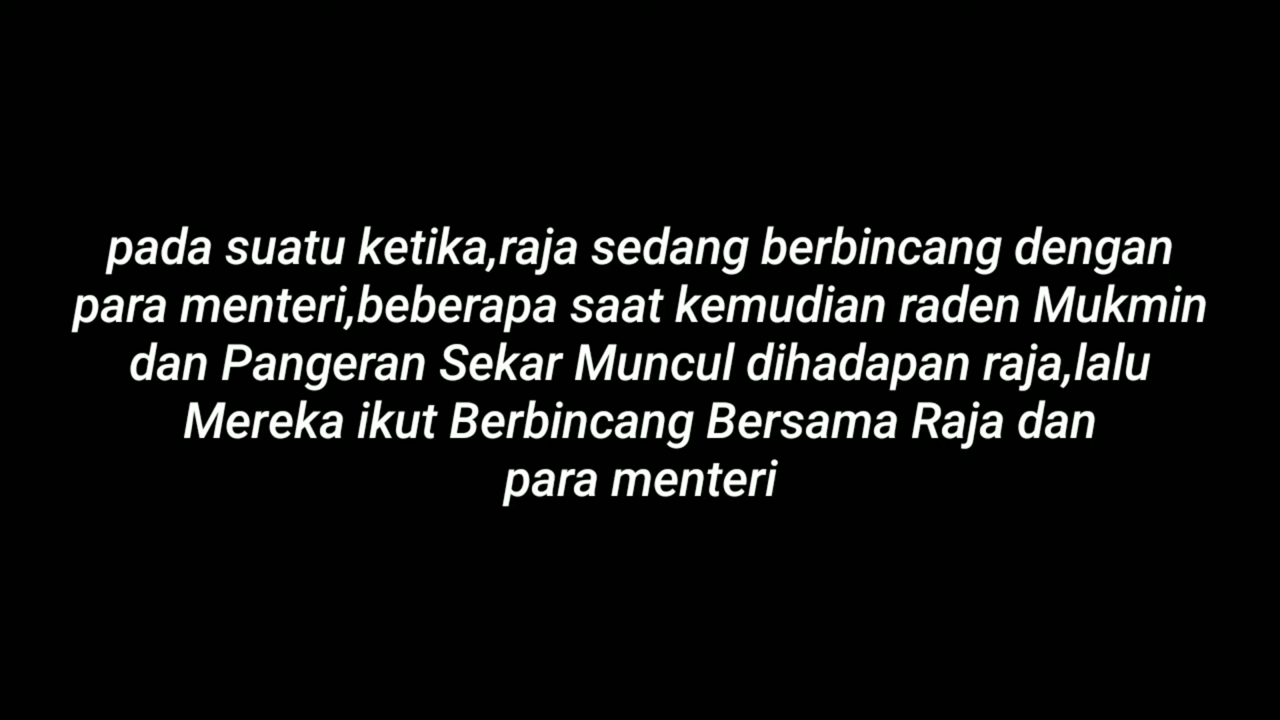 pada suatu ketika,raja sedang berbincang dengan
para menteri,beberapa saat kemudian raden Mukmin
dan Pangeran Sekar Muncul dihadapan raja,lalu
Mereka ikut Berbincang Bersama Raja dan
para menteri